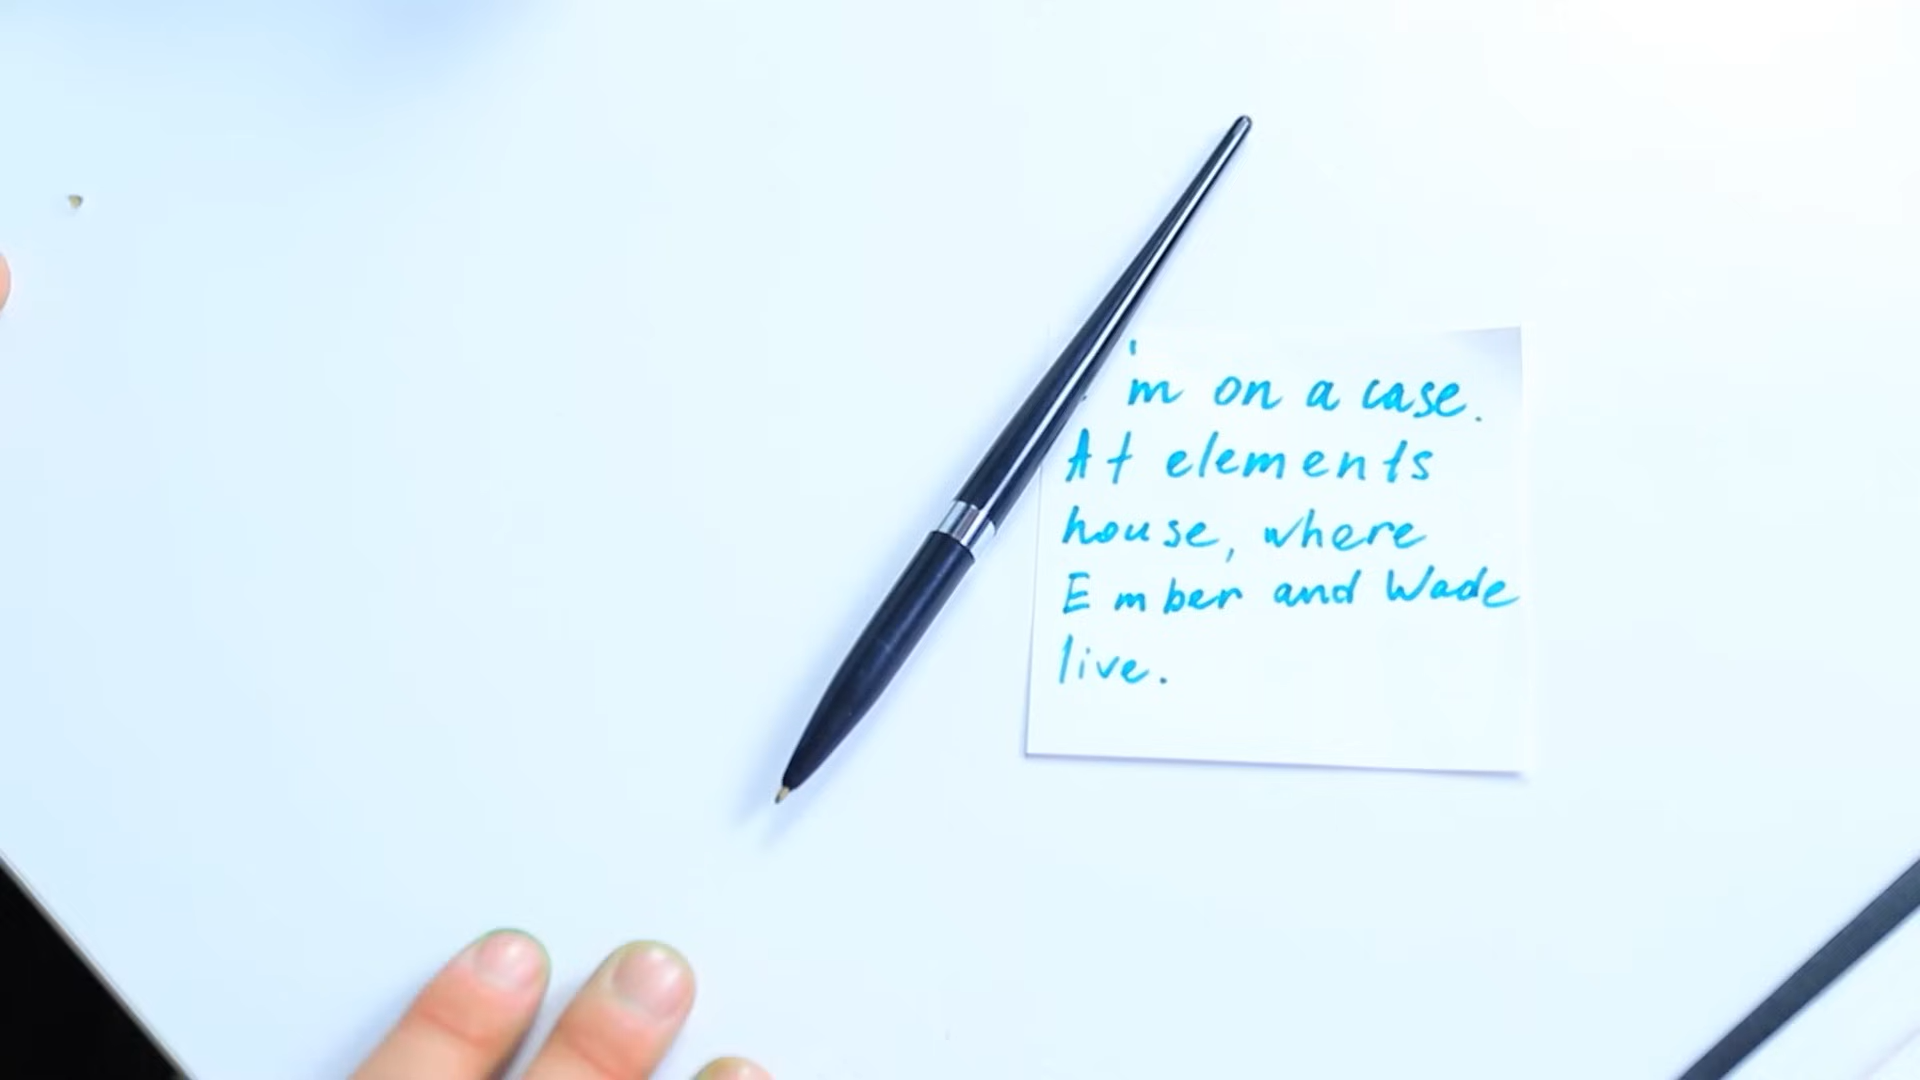 'm on a case.
At elements
house, where
Ember and Wade
live.